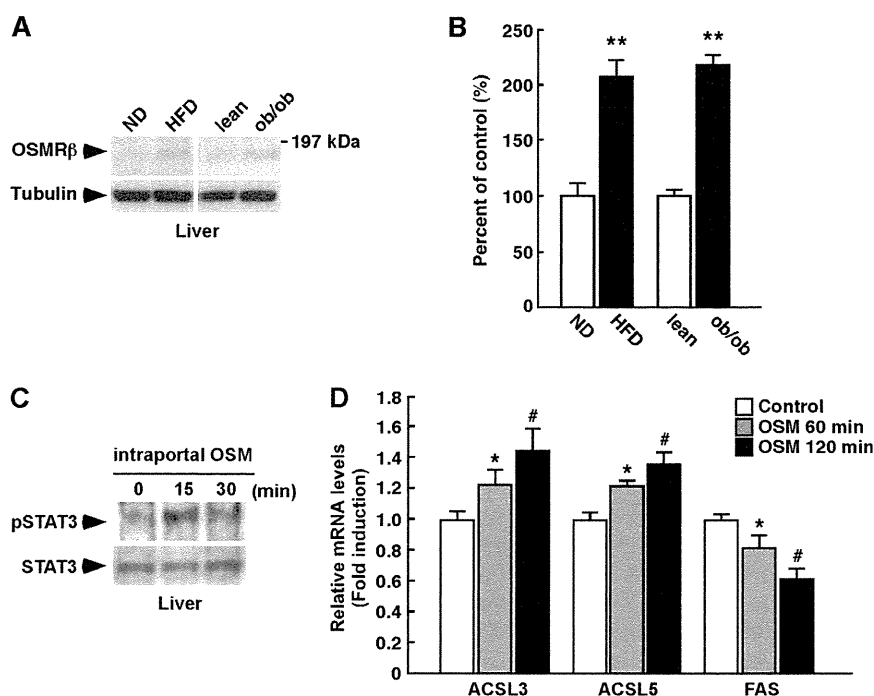 A
ND HFD lean ob/ob
197 kDa
OSMRβ
Tubulin
Liver
B
Percent of control (%)
250
200
150
100
50
0
** **
ND HFD lean ob/ob
C
intraportal OSM
0 15 30 (min)
pSTAT3
STAT3
Liver
D
Relative mRNA levels
(Fold induction)
1.8
1.6
1.4
1.2
1.0
0.8
0.6
0.4
0.2
0
* # * # * #
Control
OSM 60 min
OSM 120 min
ACSL3 ACSL5 FAS